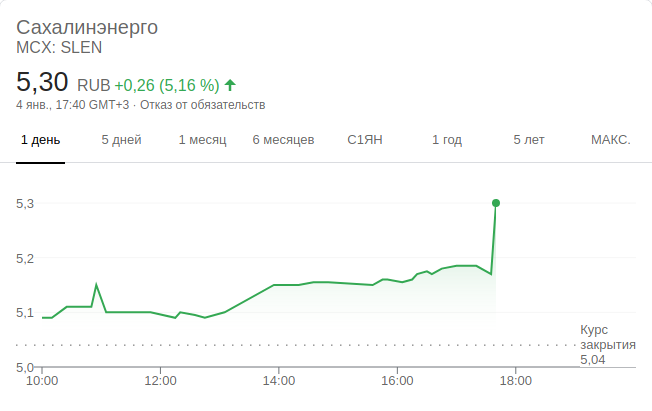 Сахалинэнерго
MCX: SLEN
5,30 RUB +0,26 (5,16 %)
4 янв., 17:40 GMT+3 · Отказ от обязательств
1 день 5 дней 1 месяц 6 месяцев С1ЯН 1 год 5 лет МАКС.
5,3
5,2
5,1
Курс
закрытия
5,04
5,0
10:00 12:00 14:00 16:00 18:00